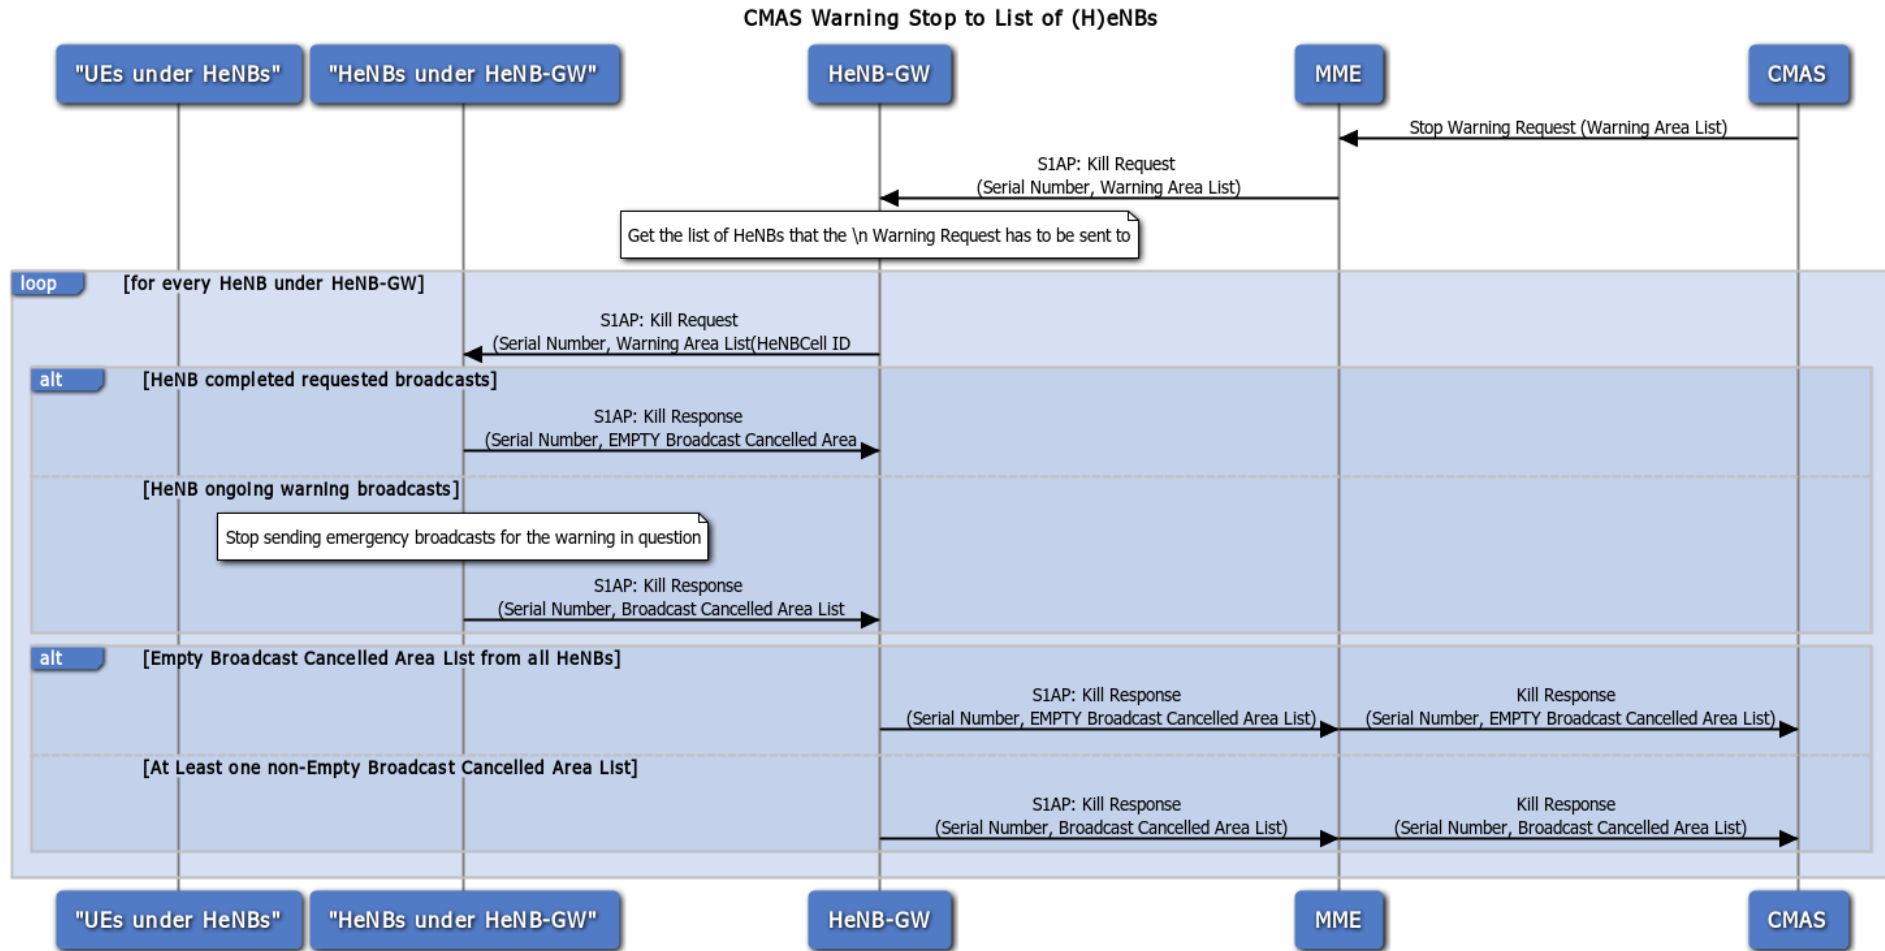 CMAS Warning Stop to List of (H)eNBs
"UEs under HeNBs"
"HeNBs under HeNB-GW"
HeNB-GW
MME
CMAS
Stop Warning Request (Warning Area List)
S1AP: Kill Request
(Serial Number, Warning Area List)
Get the list of HeNBs that the \n Warning Request has to be sent to
loop
[for every HeNB under HeNB-GW]
S1AP: Kill Request
(Serial Number, Warning Area List(HeNBCell ID
alt
[HeNB completed requested broadcasts]
S1AP: Kill Response
(Serial Number, EMPTY Broadcast Cancelled Area
[HeNB ongoing warning broadcasts]
Stop sending emergency broadcasts for the warning in question
S1AP: Kill Response
(Serial Number, Broadcast Cancelled Area List
alt
[Empty Broadcast Cancelled Area List from all HeNBs]
S1AP: Kill Response
(Serial Number, EMPTY Broadcast Cancelled Area List)
Kill Response
(Serial Number, EMPTY Broadcast Cancelled Area List)
[At Least one non-Empty Broadcast Cancelled Area List]
S1AP: Kill Response
(Serial Number, Broadcast Cancelled Area List)
Kill Response
(Serial Number, Broadcast Cancelled Area List)
"UEs under HeNBs"
"HeNBs under HeNB-GW"
HeNB-GW
MME
CMAS